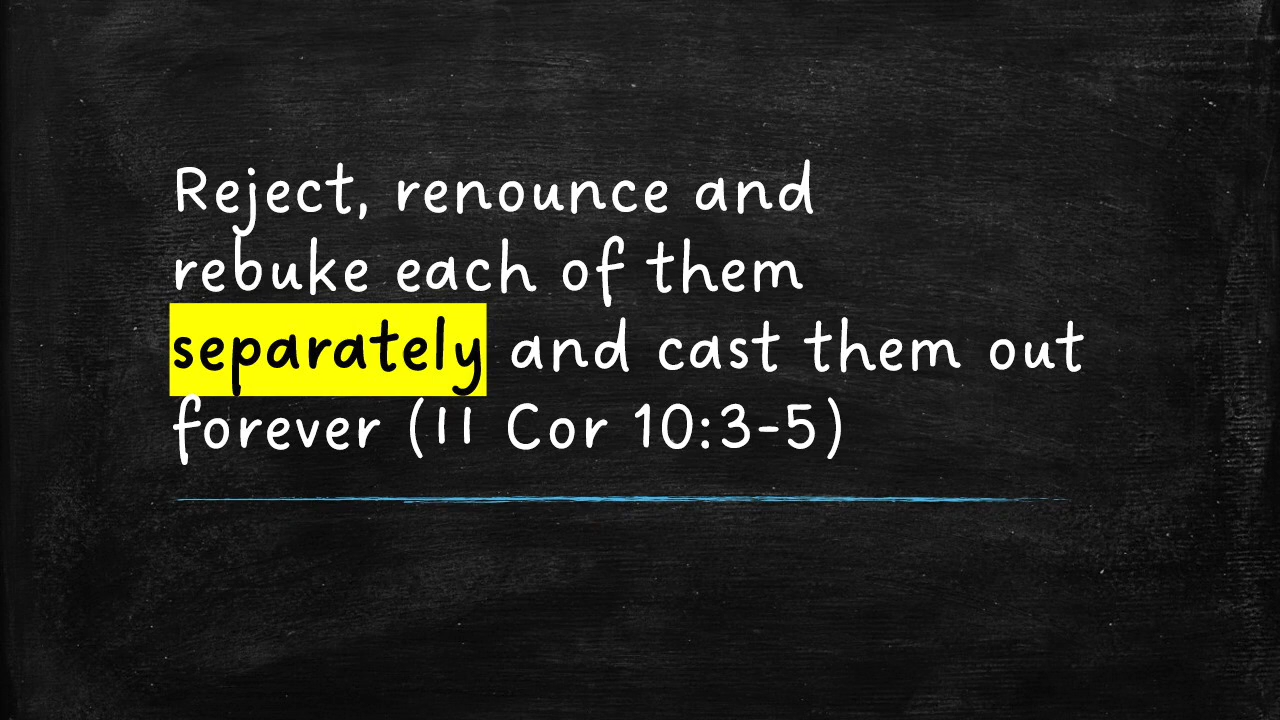 Reject, renounce and
rebuke each of them
separately and cast them out
forever (II Cor 10:3-5)